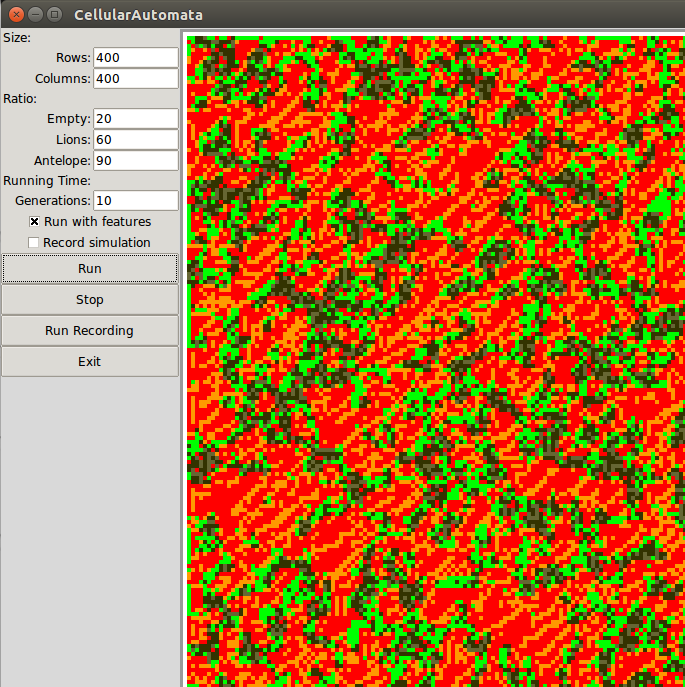 CellularAutomata
Size:
Rows: 400
Columns: 400
Ratio:
Empty: 20
Lions: 60
Antelope: 90
Running Time:
Generations: 10
Run with features
Record simulation
Run
Stop
Run Recording
Exit